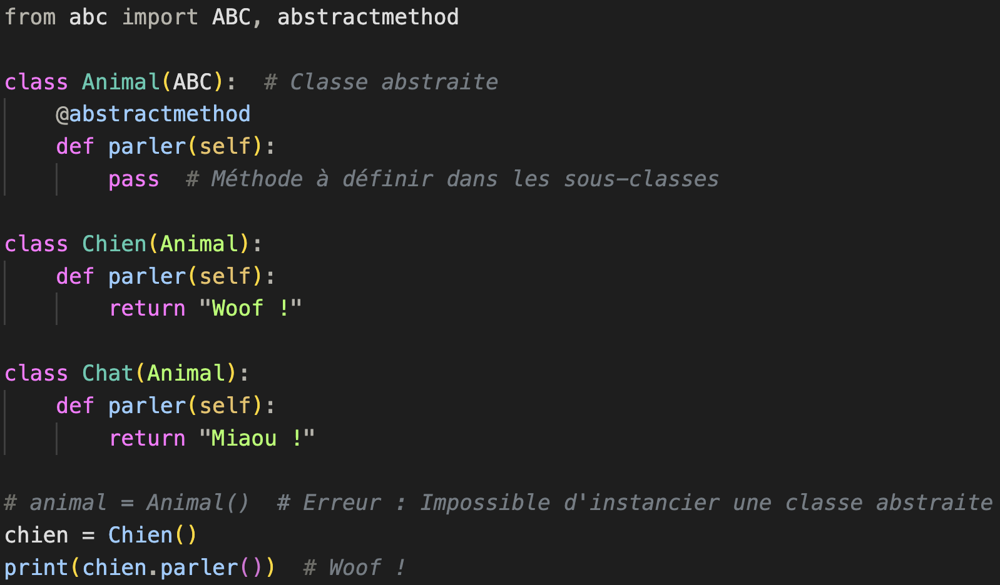 from abc import ABC, abstractmethod
class Animal(ABC):  # Classe abstraite
    @abstractmethod
    def parler(self):
        pass  # Méthode à définir dans les sous-classes
class Chien(Animal):
    def parler(self):
        return "Woof !"
class Chat(Animal):
    def parler(self):
        return "Miaou !"
# animal = Animal()  # Erreur : Impossible d'instancier une classe abstraite
chien = Chien()
print(chien.parler())  # Woof !